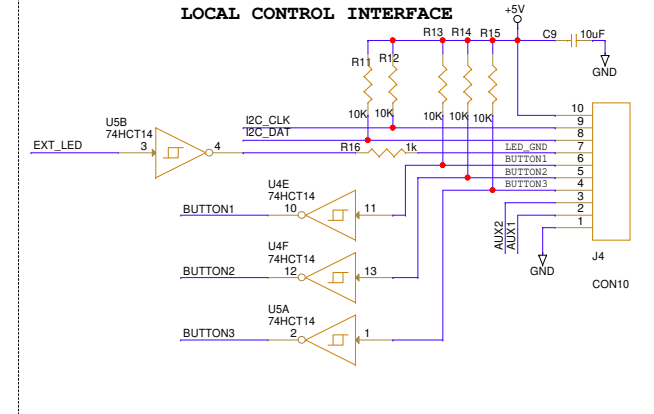 LOCAL CONTROL INTERFACE
+5V
R13 R14 R15
C9 10uF
GND
R11 R12
10K 10K 10K 10K 10K
U5B
74HCT14
EXT_LED 3 4
I2C_CLK
I2C_DAT
R16 1k
LED_GND
BUTTON1
BUTTON2
BUTTON3
10
9
8
7
6
5
4
3
2
1
AUX2
AUX1
GND
J4
CON10
U4E
74HCT14
BUTTON1 10 11
U4F
74HCT14
BUTTON2 12 13
U5A
74HCT14
BUTTON3 2 1